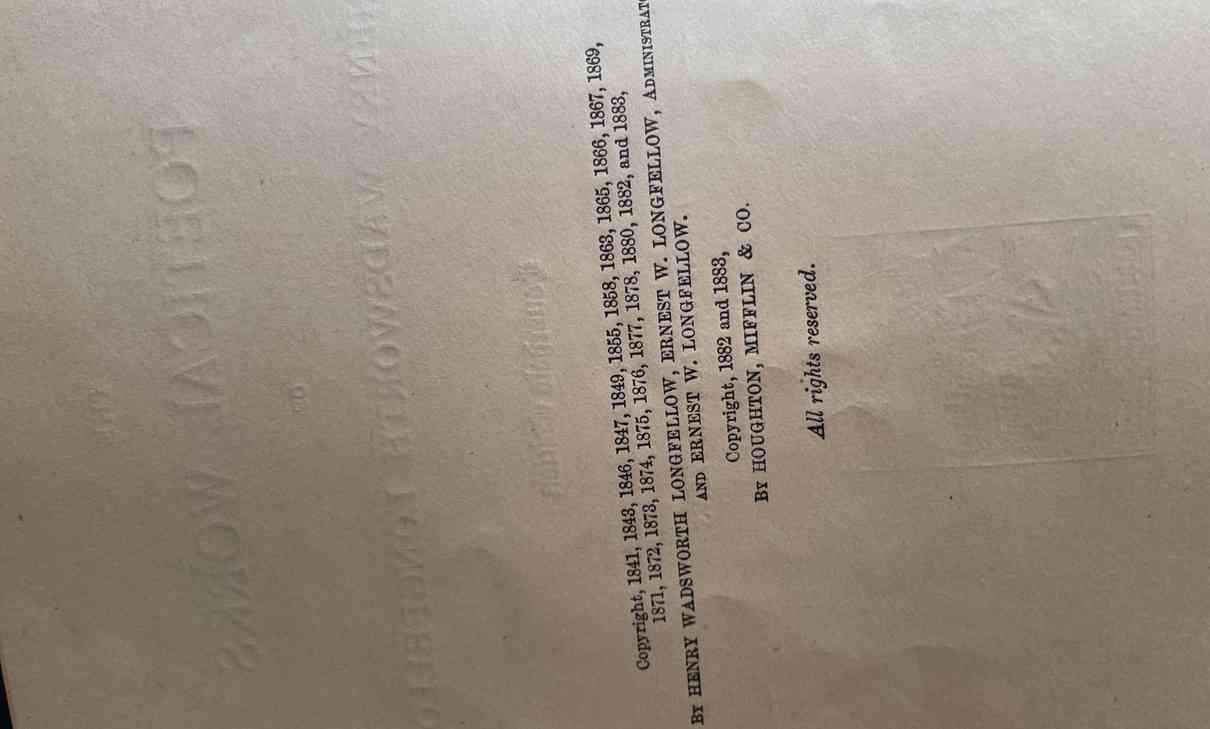 Copyright, 1841, 1843, 1846, 1847, 1849, 1855, 1858, 1863, 1865, 1866, 1867, 1869,
1871, 1872, 1873, 1874, 1875, 1876, 1877, 1878, 1880, 1882, and 1883,
By HENRY WADSWORTH LONGFELLOW, ERNEST W. LONGFELLOW,
AND ERNEST W. LONGFELLOW.
Copyright, 1882 and 1883,
By HOUGHTON, MIFFLIN & CO.
All rights reserved.